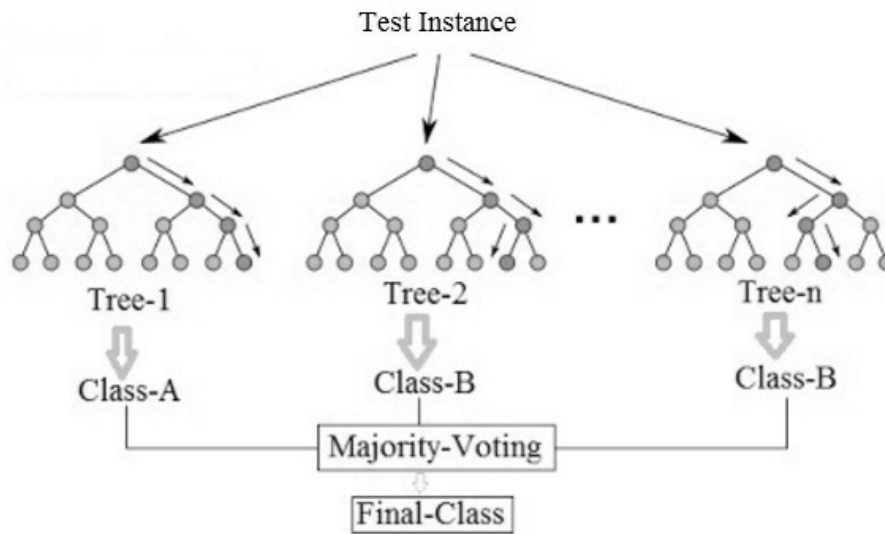 Test Instance
...
Tree-1
Tree-2
Tree-n
Class-A
Class-B
Class-B
Majority-Voting
Final-Class